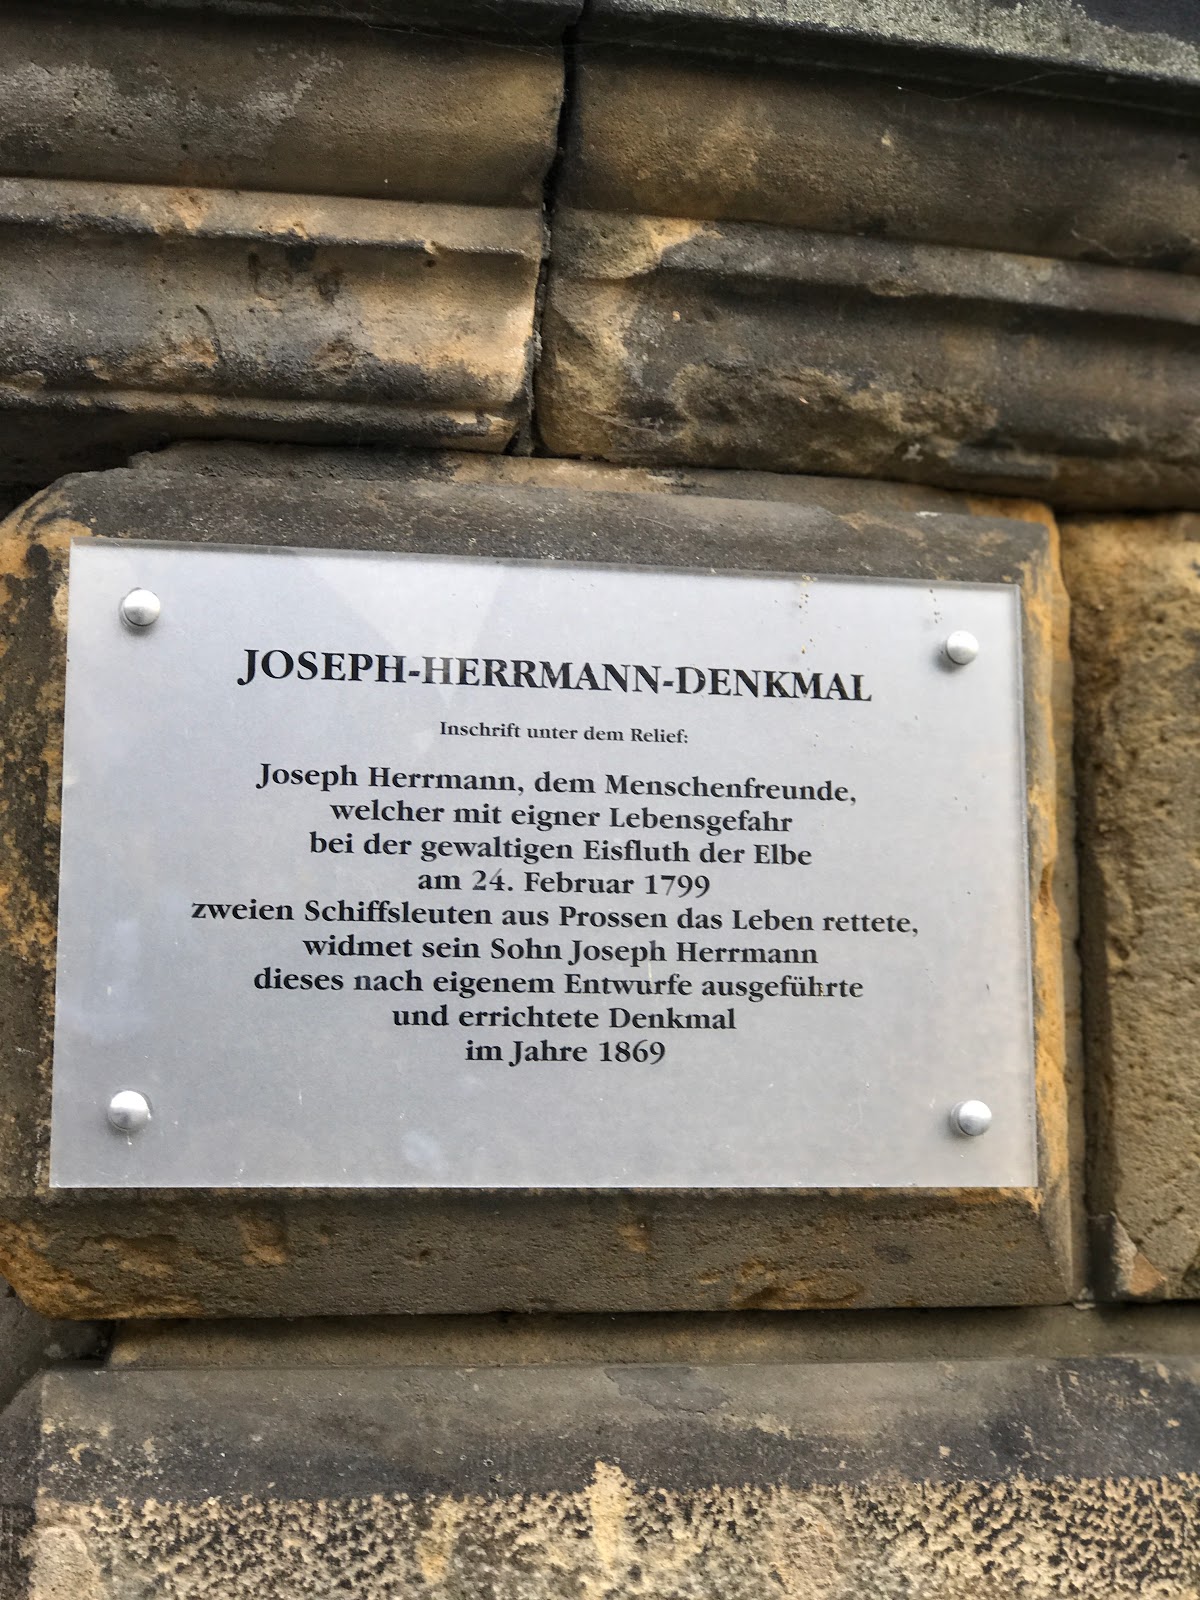 JOSEPH-HERRMANN-DENKMAL
Inschrift unter dem Relief:
Joseph Herrmann, dem Menschenfreunde,
welcher mit eigner Lebensgefahr
bei der gewaltigen Eisfluth der Elbe
am 24. Februar 1799
zweien Schiffsleuten aus Prossen das Leben rettete,
widmet sein Sohn Joseph Herrmann
dieses nach eigenem Entwurfe ausgeführte
und errichtete Denkmal
im Jahre 1869